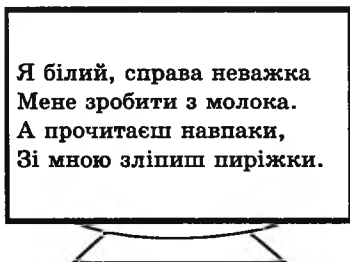 Я білий, справа неважка
Мене зробити з молока.
А прочитаєш навпаки,
Зі мною зліпиш пиріжки.